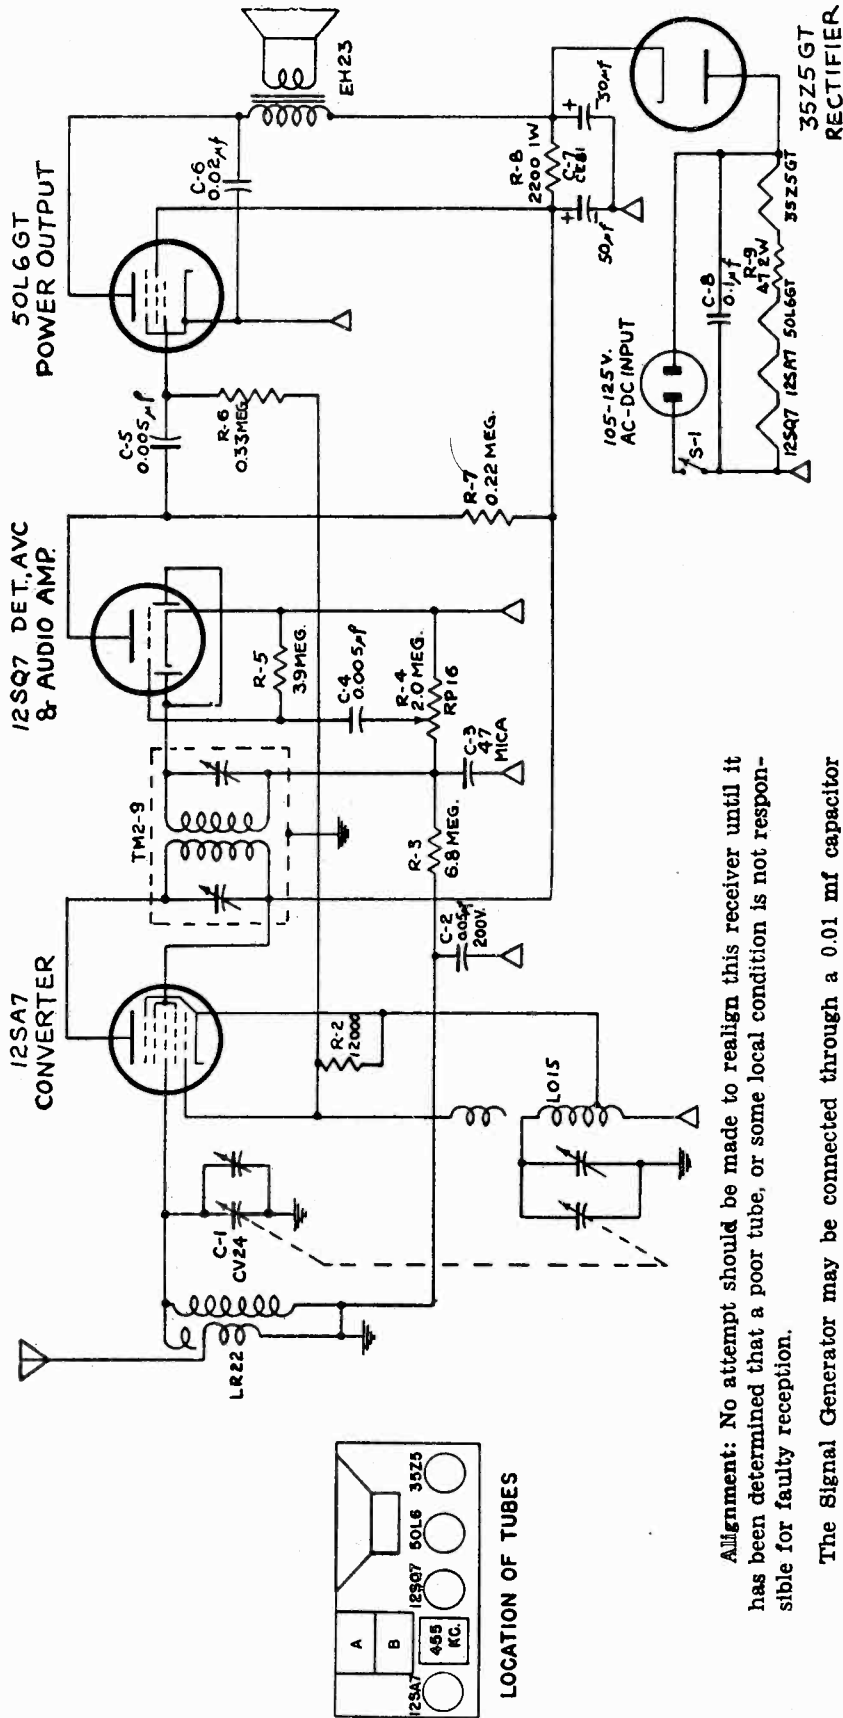 12SA7
CONVERTER
12SQ7 DET., AVC
& AUDIO AMP.
50L6GT
POWER OUTPUT
LR22
C-1
CV24
R-2
12000
LO15
TM2-9
C-2
.05µf
200V.
R-3
6.8 MEG.
C-3
47
MICA
R-4
2.0 MEG.
RP16
C-4
0.005µf
R-5
3.9 MEG.
C-5
0.005µf
R-6
0.33 MEG.
R-7
0.22 MEG.
C-6
0.02µf
EH23
R-8
2200 1W
C-7
CE81
50µf
30µf
105-125V.
AC-DC INPUT
S-1
C-8
0.1µf
R-9
47 2W
12SQ7 12SA7 50L6GT 35Z5GT
35Z5GT
RECTIFIER
A
B
455
KC.
12SA7
12SQ7
50L6
35Z5
LOCATION OF TUBES
Alignment: No attempt should be made to realign this receiver until it
has been determined that a poor tube, or some local condition is not respon-
sible for faulty reception.
The Signal Generator may be connected through a 0.01 mf capacitor